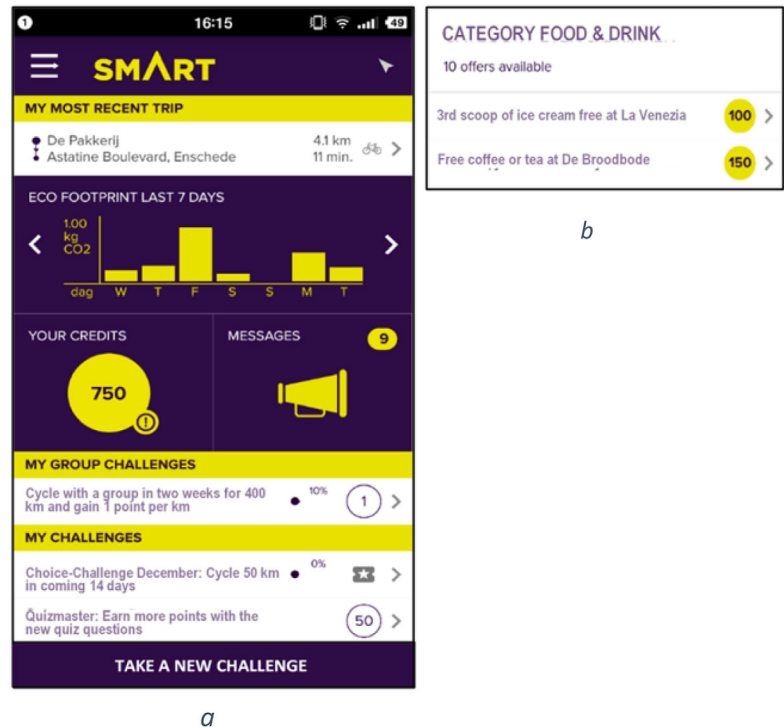 1 16:15 49
SMART
MY MOST RECENT TRIP
De Pakkerij 4.1 km
Astatine Boulevard, Enschede 11 min.
ECO FOOTPRINT LAST 7 DAYS
1.00
kg
CO2
dag W T F S S M T
YOUR CREDITS MESSAGES 9
750
MY GROUP CHALLENGES
Cycle with a group in two weeks for 400 10% 1
km and gain 1 point per km
MY CHALLENGES
Choice-Challenge December: Cycle 50 km 0%
in coming 14 days
Quizmaster: Earn more points with the 50
new quiz questions
TAKE A NEW CHALLENGE
a
CATEGORY FOOD & DRINK
10 offers available
3rd scoop of ice cream free at La Venezia 100
Free coffee or tea at De Broodbode 150
b